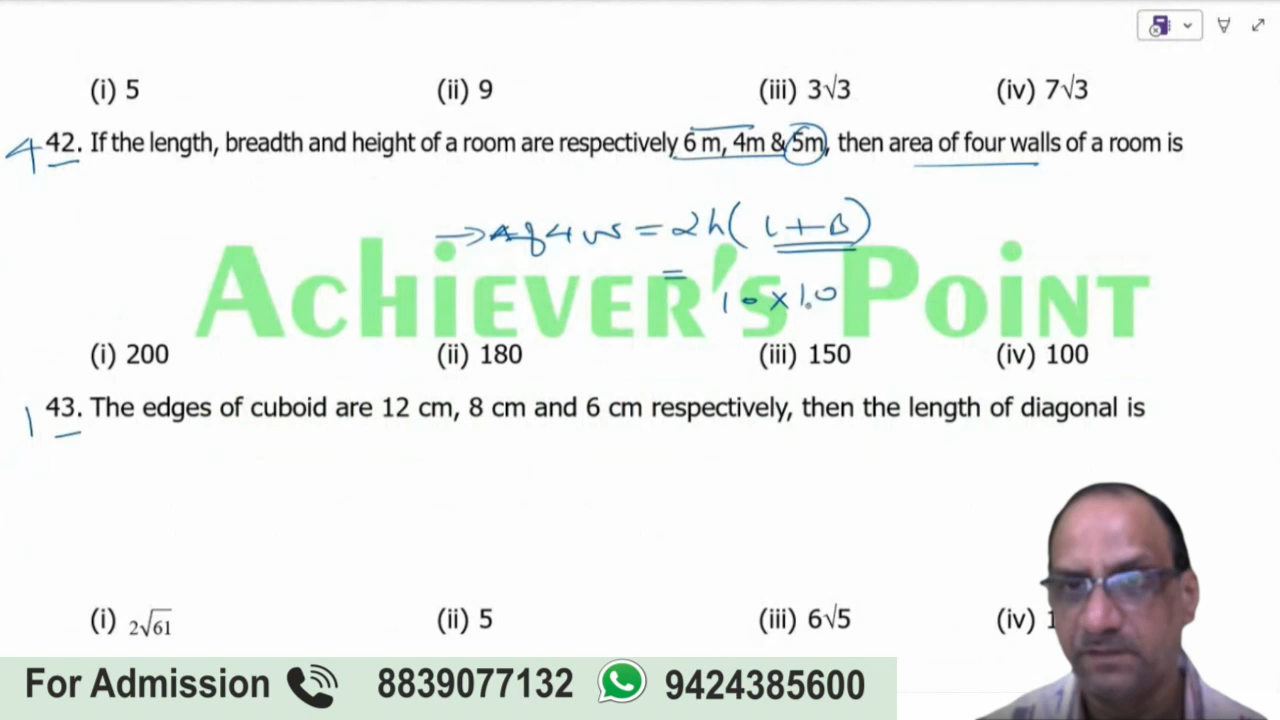 (i) 5 (ii) 9 (iii) 3√3 (iv) 7√3
4 42. If the length, breadth and height of a room are respectively 6 m, 4m & 5m, then area of four walls of a room is
→ A of 4 w = 2h( L+B)
= 10 × 10
ACHIEVER'S POINT
(i) 200 (ii) 180 (iii) 150 (iv) 100
1 43. The edges of cuboid are 12 cm, 8 cm and 6 cm respectively, then the length of diagonal is
(i) 2√61 (ii) 5 (iii) 6√5 (iv)
For Admission 8839077132 9424385600